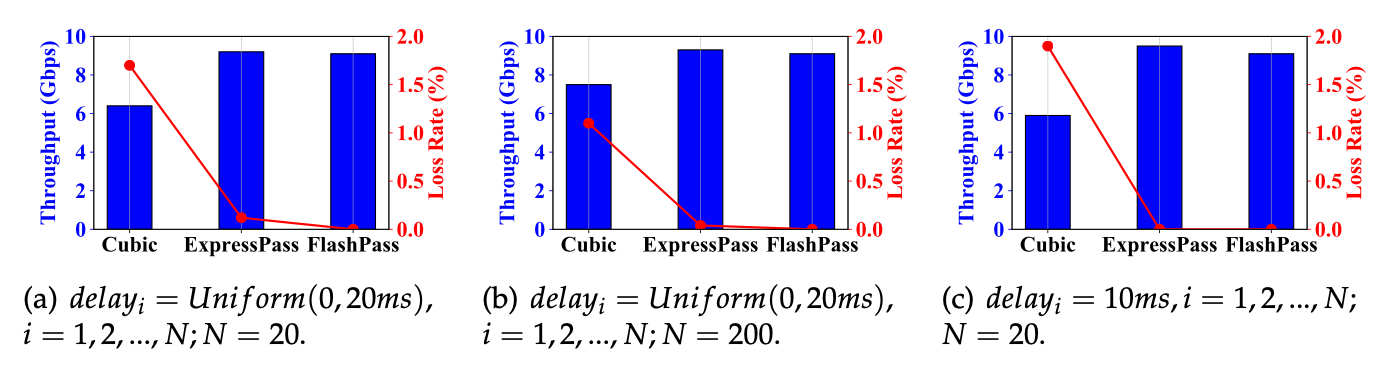 10
8
6
4
2
0
Throughput (Gbps)
2.0
1.5
1.0
0.5
0.0
Loss Rate (%)
Cubic ExpressPass FlashPass
(a) delayᵢ = Uniform(0, 20ms),
i = 1, 2, ..., N; N = 20.
10
8
6
4
2
0
Throughput (Gbps)
2.0
1.5
1.0
0.5
0.0
Loss Rate (%)
Cubic ExpressPass FlashPass
(b) delayᵢ = Uniform(0, 20ms),
i = 1, 2, ..., N; N = 200.
10
8
6
4
2
0
Throughput (Gbps)
2.0
1.5
1.0
0.5
0.0
Loss Rate (%)
Cubic ExpressPass FlashPass
(c) delayᵢ = 10ms, i = 1, 2, ..., N;
N = 20.